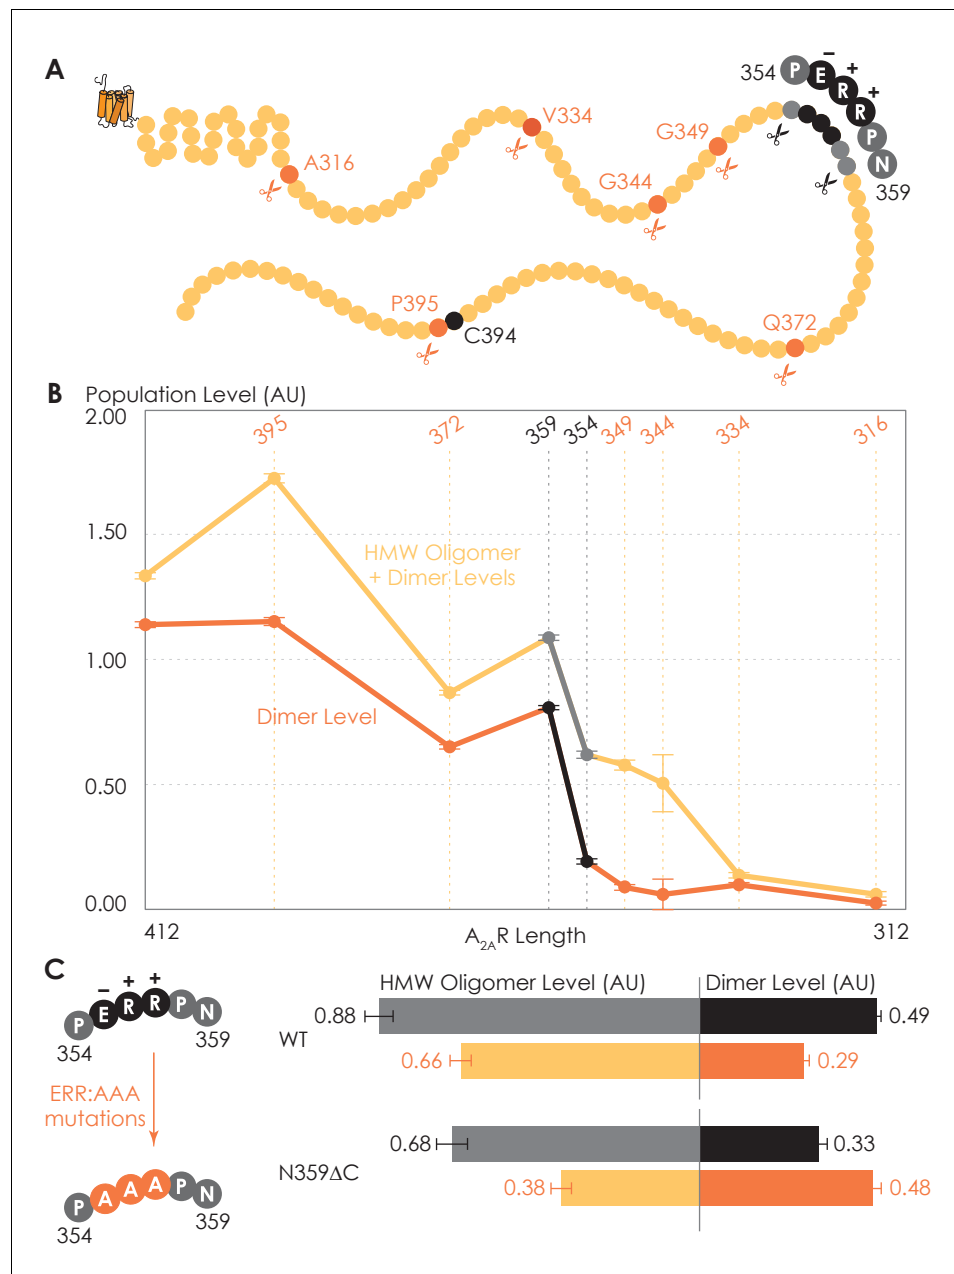 A
A316
V334
G344
G349
354
P
E
R
R
P
N
− + +
359
P395
C394
Q372
B Population Level (AU)
2.00
1.50
1.00
0.50
0.00
395 372 359 354 349 344 334 316
HMW Oligomer
+ Dimer Levels
Dimer Level
412 A2AR Length 312
C
− + +
P E R R P N
354 359
ERR:AAA
mutations
P A A A P N
354 359
HMW Oligomer Level (AU) Dimer Level (AU)
WT
0.88 0.49
0.66 0.29
N359ΔC
0.68 0.33
0.38 0.48